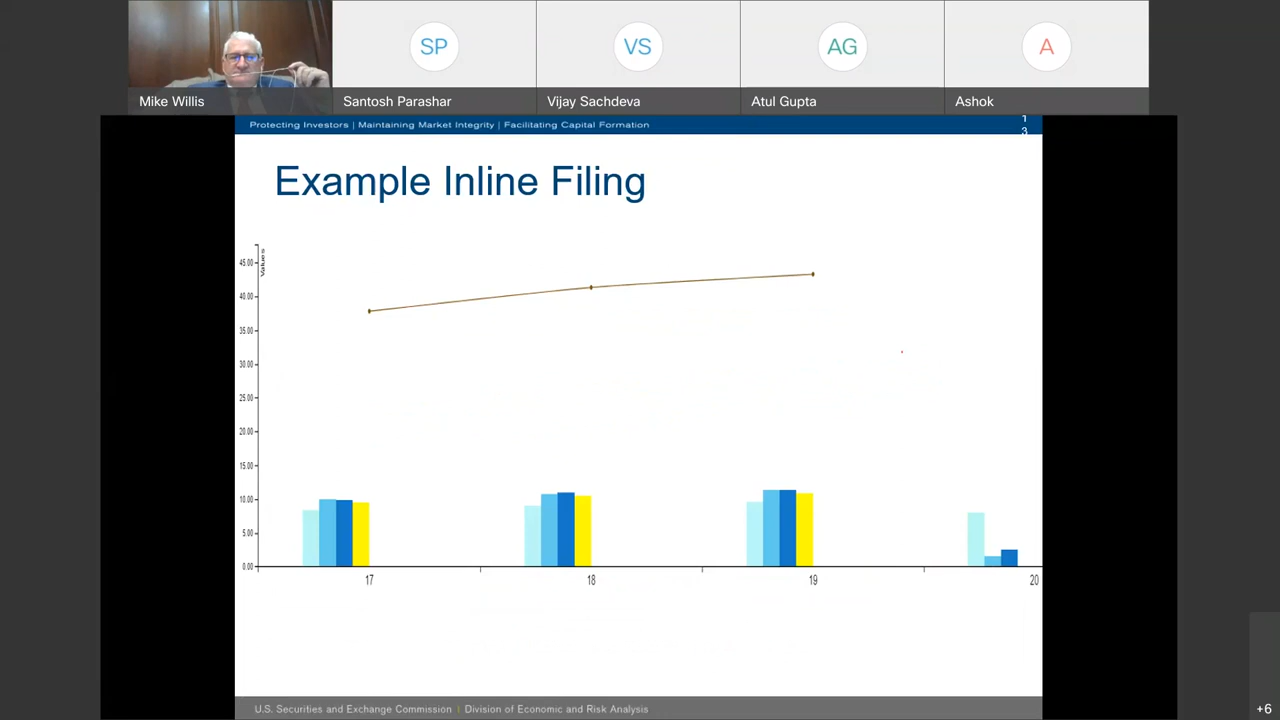 SP
VS
AG
A
Mike Willis
Santosh Parashar
Vijay Sachdeva
Atul Gupta
Ashok
Protecting Investors | Maintaining Market Integrity | Facilitating Capital Formation
1
3
Example Inline Filing
Values
45.00
40.00
35.00
30.00
25.00
20.00
15.00
10.00
5.00
0.00
17
18
19
20
U.S. Securities and Exchange Commission | Division of Economic and Risk Analysis
+6